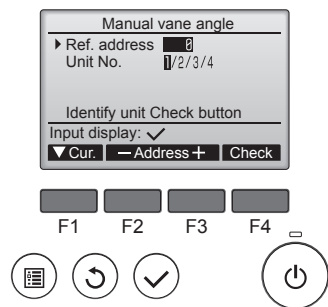 Manual vane angle
Ref. address 0
Unit No. 1/2/3/4
Identify unit Check button
Input display: ✓
▼ Cur. − Address + Check
F1 F2 F3 F4